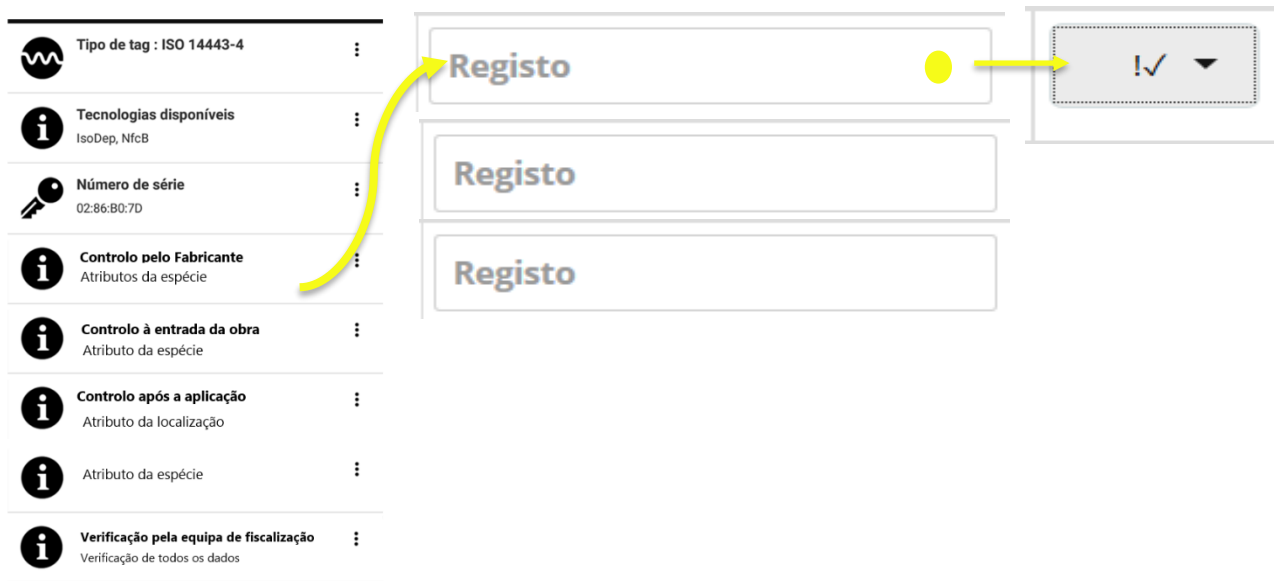 Tipo de tag : ISO 14443-4
Tecnologias disponíveis
IsoDep, NfcB
Número de série
02:86:B0:7D
Controlo pelo Fabricante
Atributos da espécie
Controlo à entrada da obra
Atributo da espécie
Controlo após a aplicação
Atributo da localização
Atributo da espécie
Verificação pela equipa de fiscalização
Verificação de todos os dados
Registo
Registo
Registo
!✓